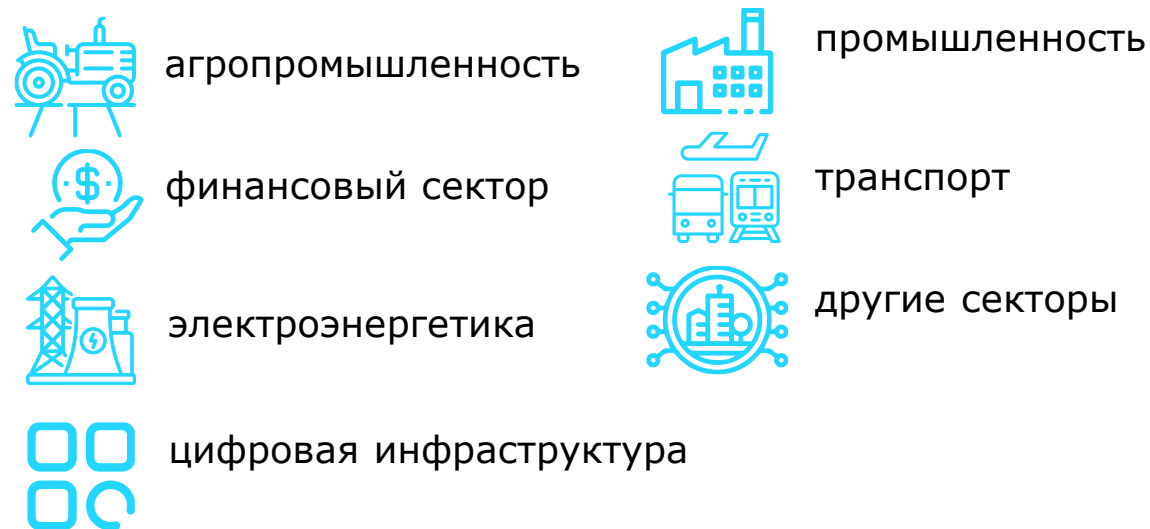 агропромышленность
финансовый сектор
электроэнергетика
цифровая инфраструктура
промышленность
транспорт
другие секторы